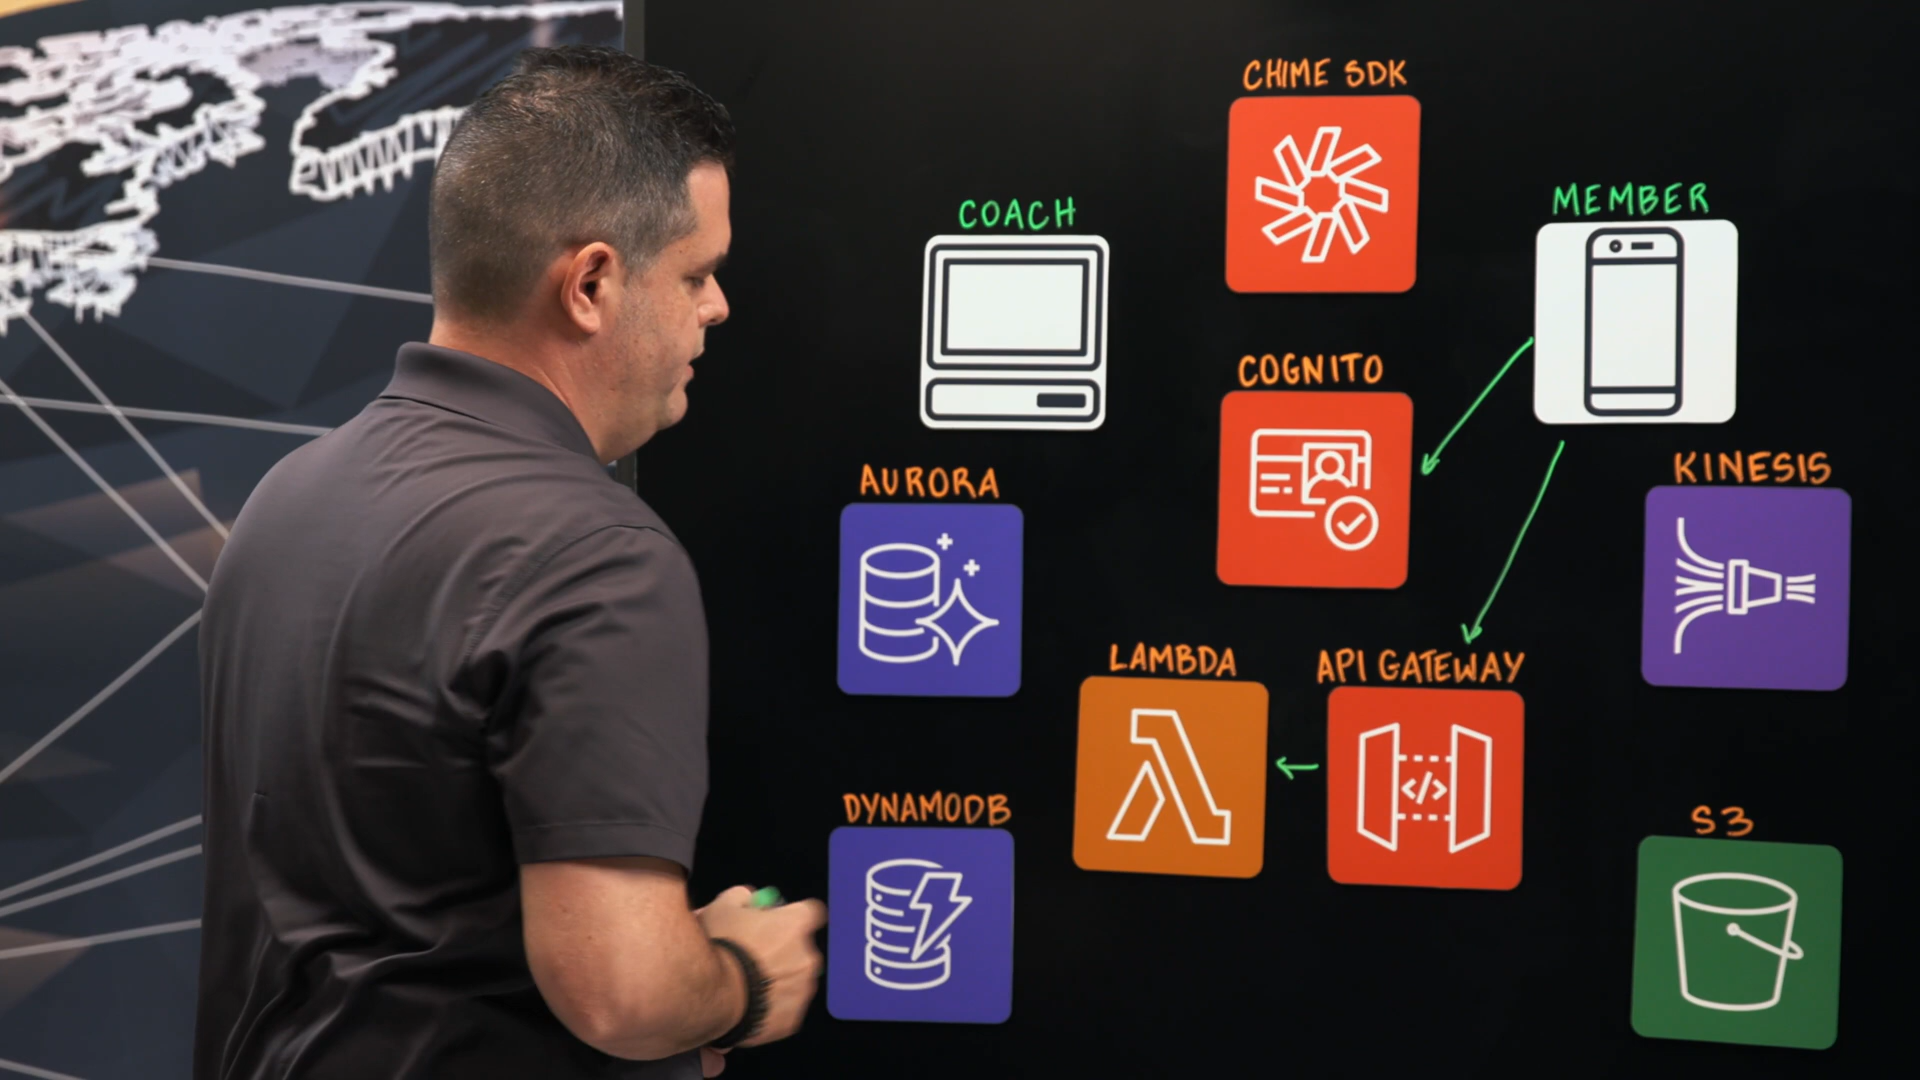 CHIME SDK
COACH
MEMBER
COGNITO
AURORA
KINESIS
LAMBDA
API GATEWAY
</>
DYNAMODB
S3